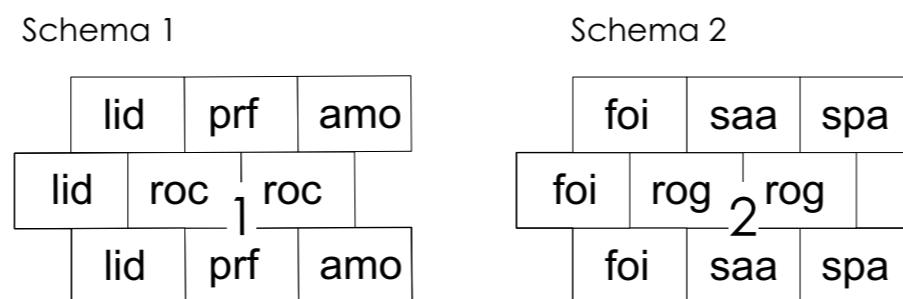 Schema 1
lid prf amo
lid roc roc
1
lid prf amo
Schema 2
foi saa spa
foi rog rog
2
foi saa spa